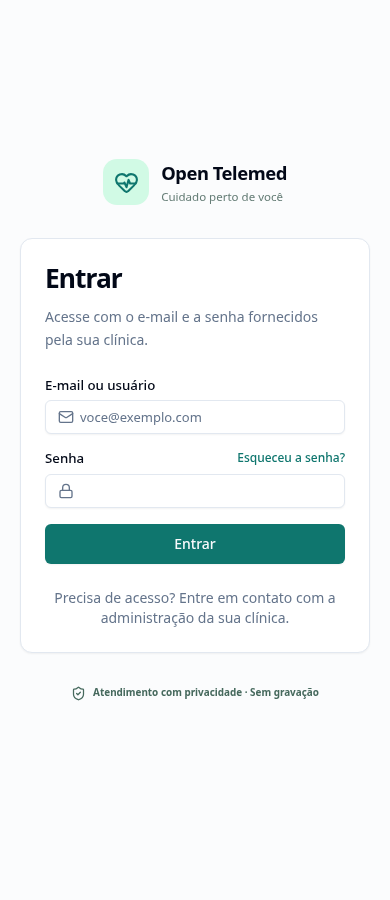 Open Telemed
Cuidado perto de você
Entrar
Acesse com o e-mail e a senha fornecidos
pela sua clínica.
E-mail ou usuário
voce@exemplo.com
Senha
Esqueceu a senha?
Entrar
Precisa de acesso? Entre em contato com a
administração da sua clínica.
Atendimento com privacidade · Sem gravação